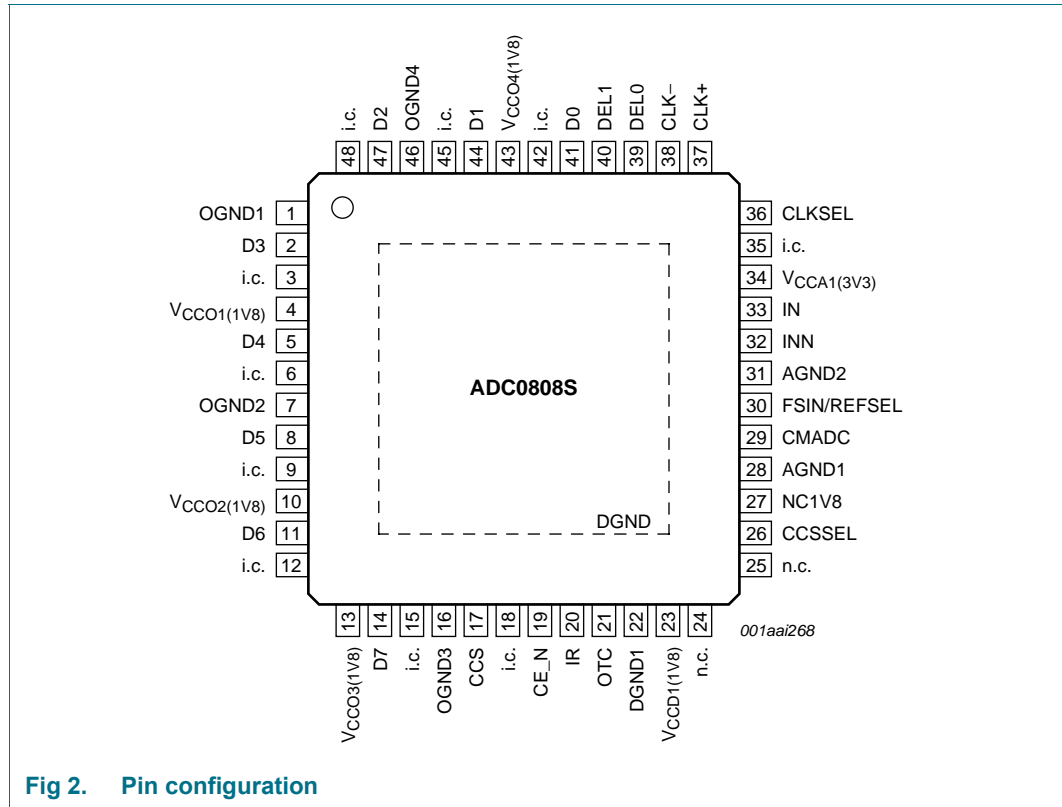 i.c.
D2
OGND4
i.c.
D1
VCCO4(1V8)
i.c.
D0
DEL1
DEL0
CLK−
CLK+
48
47
46
45
44
43
42
41
40
39
38
37
OGND1 1
D3 2
i.c. 3
VCCO1(1V8) 4
D4 5
i.c. 6
OGND2 7
D5 8
i.c. 9
VCCO2(1V8) 10
D6 11
i.c. 12
ADC0808S
DGND
36 CLKSEL
35 i.c.
34 VCCA1(3V3)
33 IN
32 INN
31 AGND2
30 FSIN/REFSEL
29 CMADC
28 AGND1
27 NC1V8
26 CCSSEL
25 n.c.
13
14
15
16
17
18
19
20
21
22
23
24
VCCO3(1V8)
D7
i.c.
OGND3
CCS
i.c.
CE_N
IR
OTC
DGND1
VCCD1(1V8)
n.c.
001aai268
Fig 2. Pin configuration